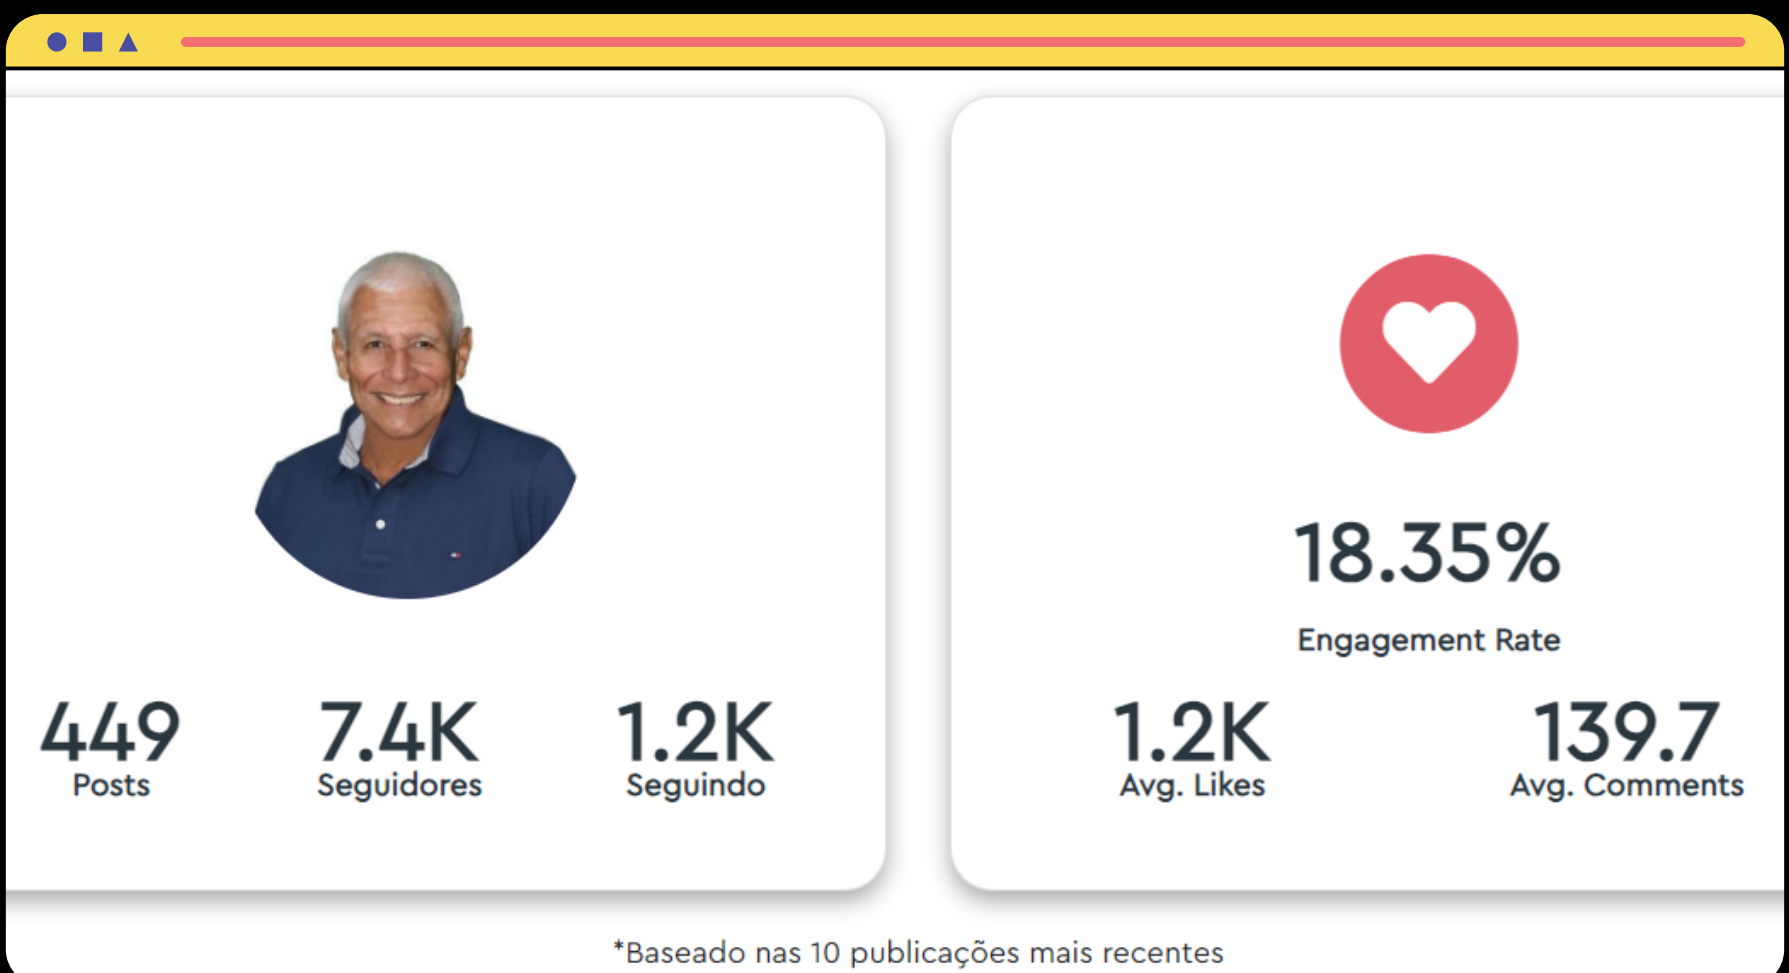 449
Posts
7.4K
Seguidores
1.2K
Seguindo
18.35%
Engagement Rate
1.2K
Avg. Likes
139.7
Avg. Comments
*Baseado nas 10 publicações mais recentes